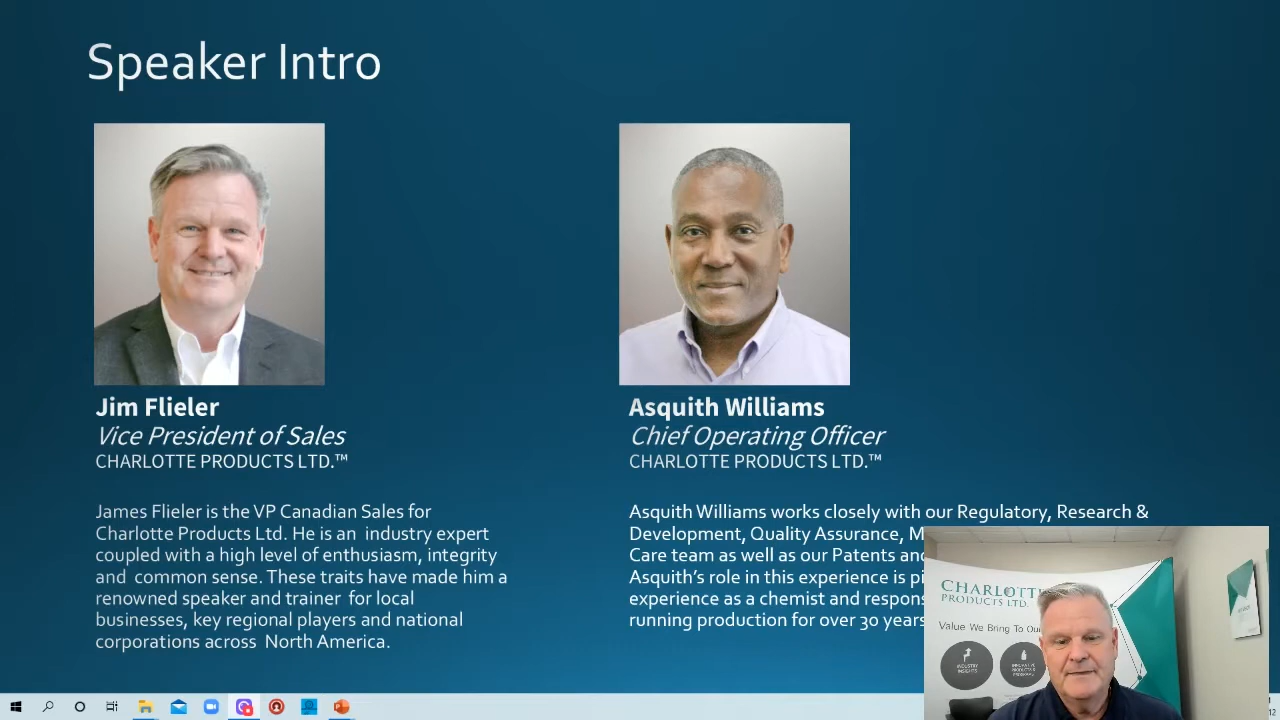 Speaker Intro
Jim Flieler
Vice President of Sales
CHARLOTTE PRODUCTS LTD.™
James Flieler is the VP Canadian Sales for
Charlotte Products Ltd. He is an industry expert
coupled with a high level of enthusiasm, integrity
and common sense. These traits have made him a
renowned speaker and trainer for local
businesses, key regional players and national
corporations across North America.
Asquith Williams
Chief Operating Officer
CHARLOTTE PRODUCTS LTD.™
Asquith Williams works closely with our Regulatory, Research &
Development, Quality Assurance,
Care team as well as our Patents
Asquith's role in this experience is
experience as a chemist and
running production for over 30 years
CHARLOTTE
PRODUCTS LTD.
Value We Bring To
INDUSTRY
INSIGHTS